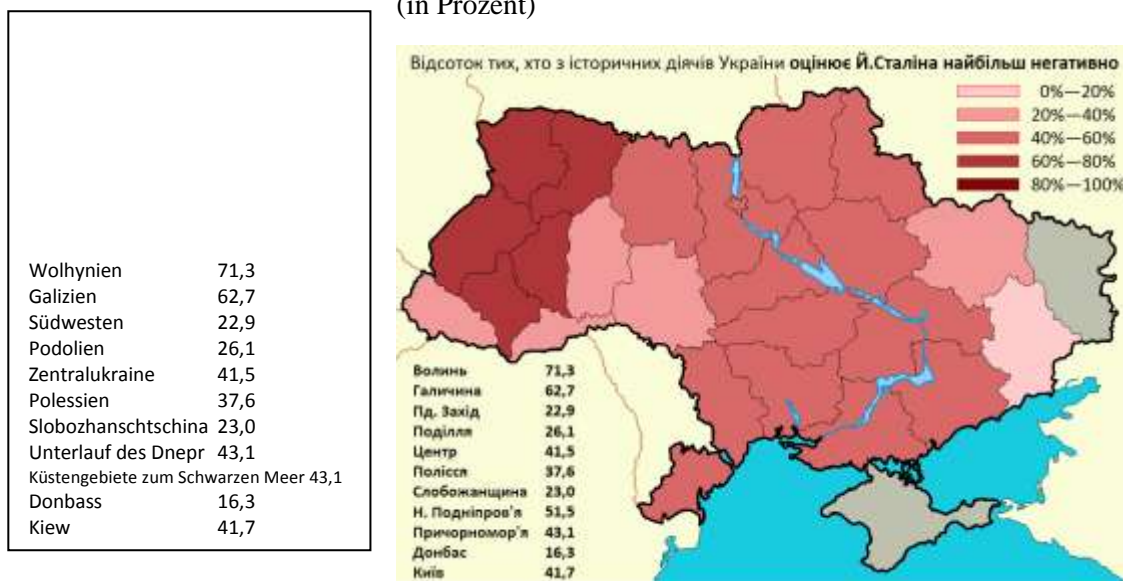 (in Prozent)
Wolhynien 71,3
Galizien 62,7
Südwesten 22,9
Podolien 26,1
Zentralukraine 41,5
Polessien 37,6
Slobozhanschtschina 23,0
Unterlauf des Dnepr 43,1
Küstengebiete zum Schwarzen Meer 43,1
Donbass 16,3
Kiew 41,7
Відсоток тих, хто з історичних діячів України оцінює Й.Сталіна найбільш негативно
0%—20%
20%—40%
40%—60%
60%—80%
80%—100%
Волинь 71,3
Галичина 62,7
Пд. Захід 22,9
Поділля 26,1
Центр 41,5
Полісся 37,6
Слобожанщина 23,0
Н. Подніпров'я 51,5
Причорномор'я 43,1
Донбас 16,3
Київ 41,7